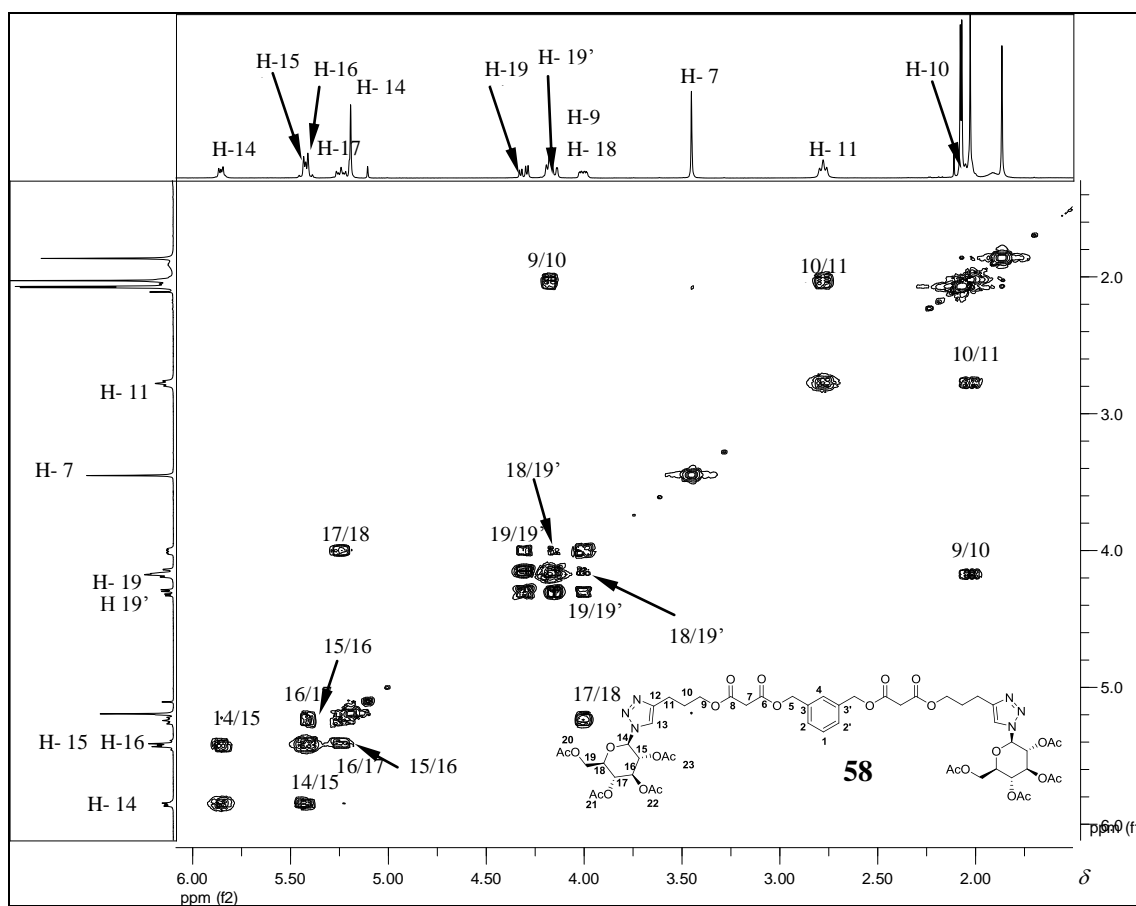 H-15
H-16
H- 14
H-14
H-17
H-19
H- 19’
H-9
H- 18
H- 7
H- 11
H-10
9/10
10/11
2.0
10/11
H- 11
3.0
H- 7
18/19’
17/18
19/19’
4.0
9/10
H- 19
H 19’
19/19’
18/19’
15/16
16/1
17/18
5.0
14/15
H- 15
H-16
16/17
15/16
14/15
H- 14
6.0
ppm (f1
O O O O
N N N
12 11 10 9 O 8 7 6 O 5 3 4 3' O O
2 2' 1
13
14
N N N
20 AcO 19 O 15 OAc 23
18 16
AcO 17 OAc
21 22
58
AcO O OAc
AcO OAc
6.00 5.50 5.00 4.50 4.00 3.50 3.00 2.50 2.00
ppm (f2)
δ